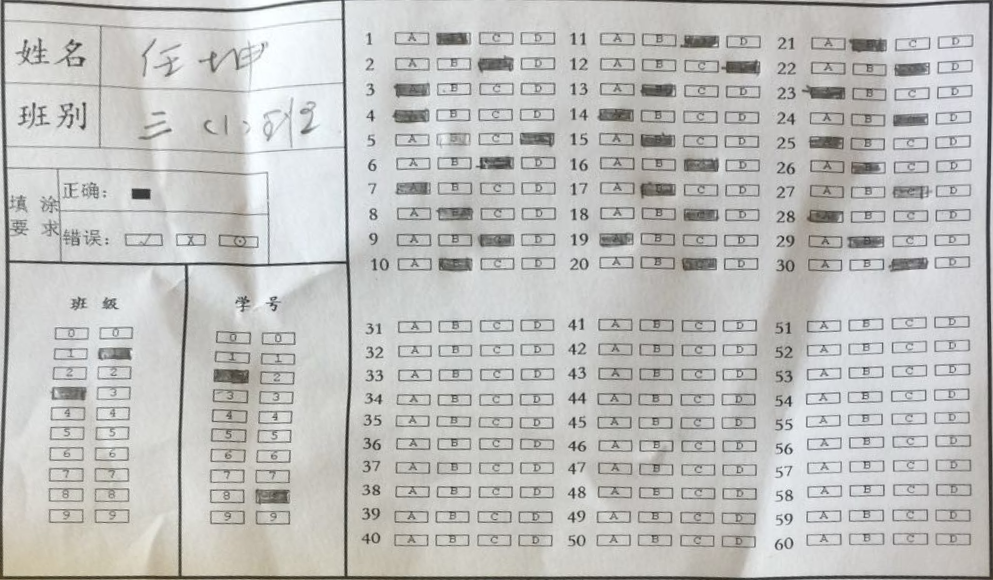 姓名 任坤
班别 三(1)班
填涂要求 正确:
错误: √ X ⊙
班级 学号
0 0 0 0
1 1 1
2 2 2
3 3 3
4 4 4 4
5 5 5 5
6 6 6 6
7 7 7 7
8 8 8
9 9 9 9
1 A C D 11 A B D 21 A C D
2 A B D 12 A B C 22 A B D
3 B C D 13 A C D 23 B C D
4 B C D 14 B C D 24 A B D
5 A B C 15 A C D 25 B C D
6 A B D 16 A B D 26 A C D
7 A B C D 17 A C D 27 A B C D
8 A C D 18 A B D 28 B C D
9 A B D 19 A B C D 29 A C D
10 A C D 20 A B D 30 A B D
31 A B C D 41 A B C D 51 A B C D
32 A B C D 42 A B C D 52 A B C D
33 A B C D 43 A B C D 53 A B C D
34 A B C D 44 A B C D 54 A B C D
35 A B C D 45 A B C D 55 A B C D
36 A B C D 46 A B C D 56 A B C D
37 A B C D 47 A B C D 57 A B C D
38 A B C D 48 A B C D 58 A B C D
39 A B C D 49 A B C D 59 A B C D
40 A B C D 50 A B C D 60 A B C D